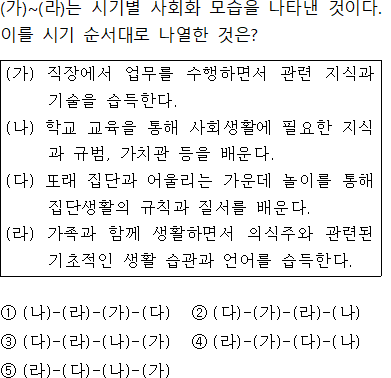 (가)~(라)는 시기별 사회화 모습을 나타낸 것이다.
이를 시기 순서대로 나열한 것은?
(가) 직장에서 업무를 수행하면서 관련 지식과
기술을 습득한다.
(나) 학교 교육을 통해 사회생활에 필요한 지식
과 규범, 가치관 등을 배운다.
(다) 또래 집단과 어울리는 가운데 놀이를 통해
집단생활의 규칙과 질서를 배운다.
(라) 가족과 함께 생활하면서 의식주와 관련된
기초적인 생활 습관과 언어를 습득한다.
① (나)-(라)-(가)-(다) ② (다)-(가)-(라)-(나)
③ (다)-(라)-(나)-(가) ④ (라)-(가)-(다)-(나)
⑤ (라)-(다)-(나)-(가)